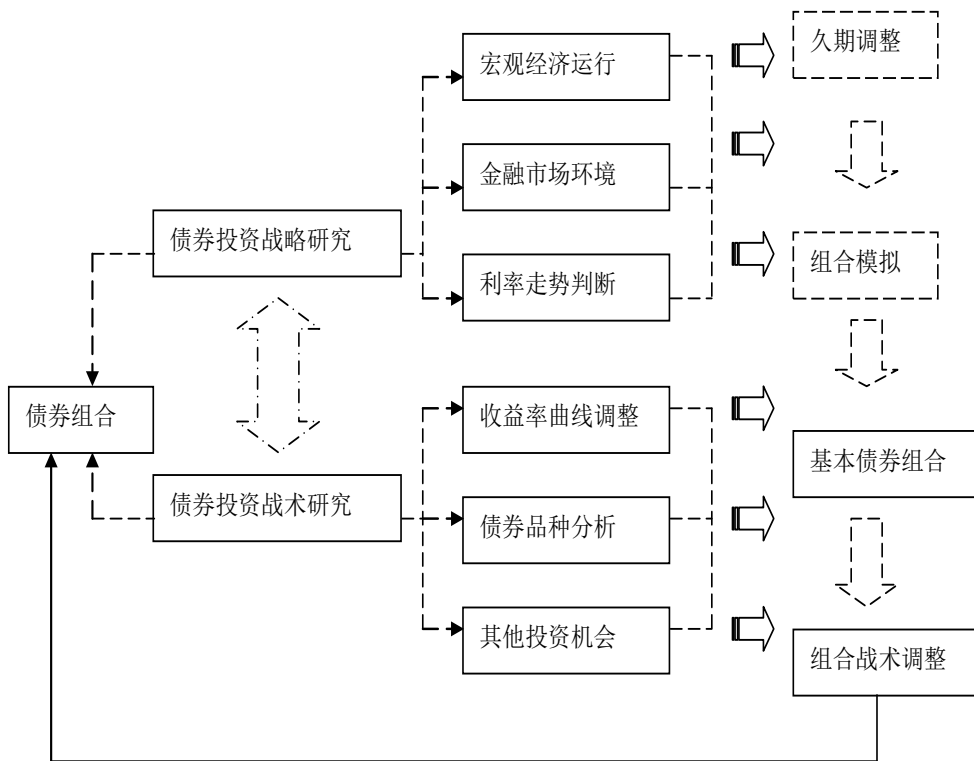 宏观经济运行
久期调整
金融市场环境
债券投资战略研究
组合模拟
利率走势判断
债券组合
收益率曲线调整
基本债券组合
债券投资战术研究
债券品种分析
其他投资机会
组合战术调整